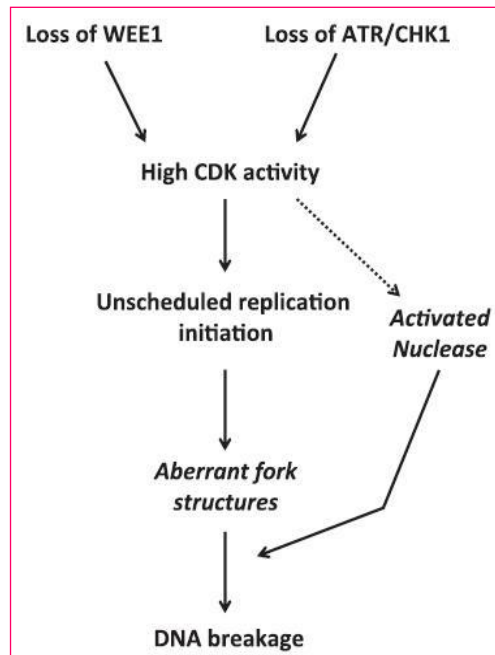 Loss of WEE1
Loss of ATR/CHK1
High CDK activity
Unscheduled replication
initiation
Activated
Nuclease
Aberrant fork
structures
DNA breakage